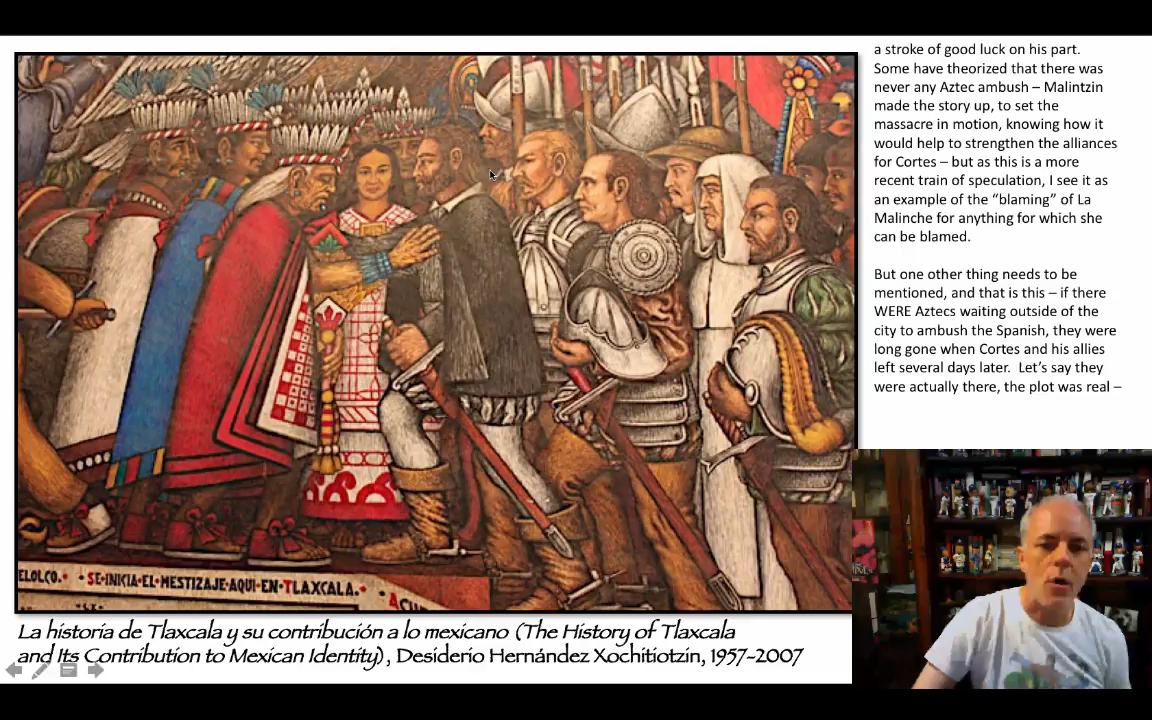 a stroke of good luck on his part.
Some have theorized that there was
never any Aztec ambush – Malintzin
made the story up, to set the
massacre in motion, knowing how it
would help to strengthen the alliances
for Cortes – but as this is a more
recent train of speculation, I see it as
an example of the “blaming” of La
Malinche for anything for which she
can be blamed.
But one other thing needs to be
mentioned, and that is this – if there
WERE Aztecs waiting outside of the
city to ambush the Spanish, they were
long gone when Cortes and his allies
left several days later.  Let’s say they
were actually there, the plot was real –
ELOLCO. • SE•INICIA•EL•MESTIZAJE•AQUI•EN•TLAXCALA.•
La historia de Tlaxcala y su contribución a lo mexicano (The History of Tlaxcala
and Its Contribution to Mexican Identity), Desiderio Hernández Xochitiotzin, 1957-2007